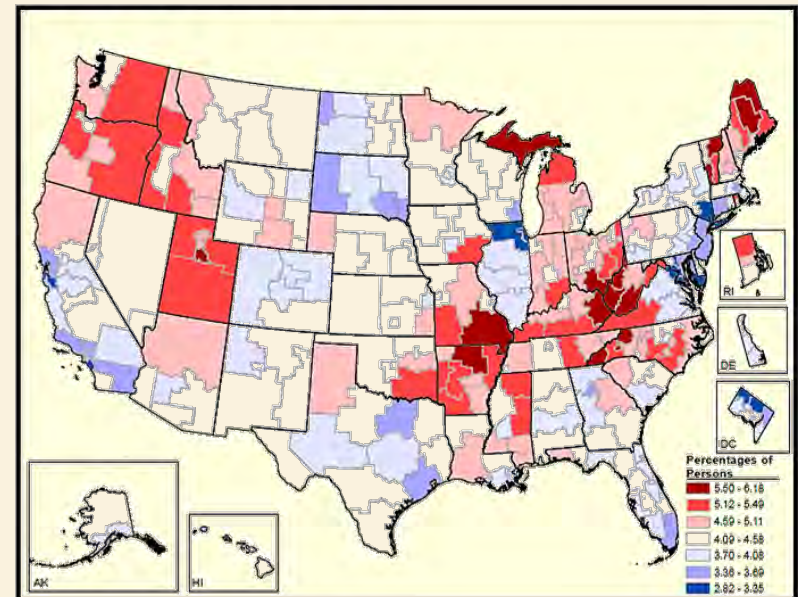 RI
DE
DC
Percentages of
Persons
5.50 - 6.18
5.12 - 5.49
4.59 - 5.11
4.09 - 4.58
3.70 - 4.08
3.36 - 3.69
2.82 - 3.35
AK
HI